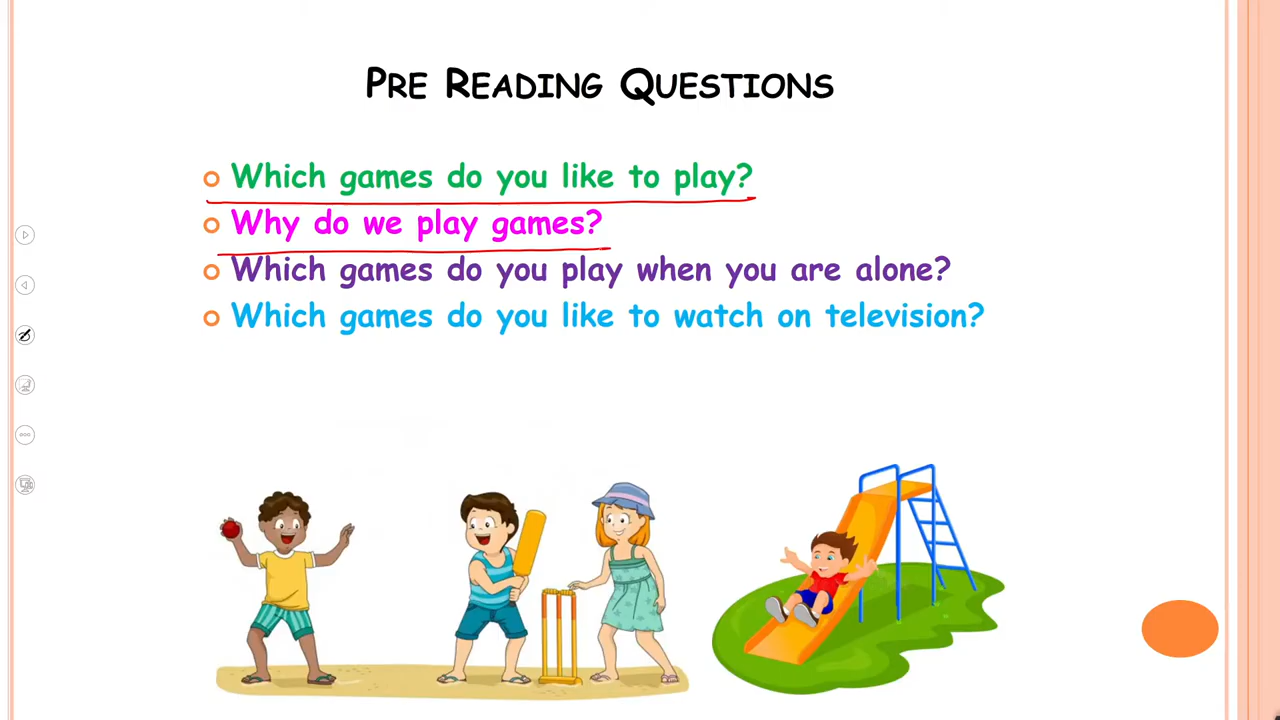 PRE READING QUESTIONS
Which games do you like to play?
Why do we play games?
Which games do you play when you are alone?
Which games do you like to watch on television?